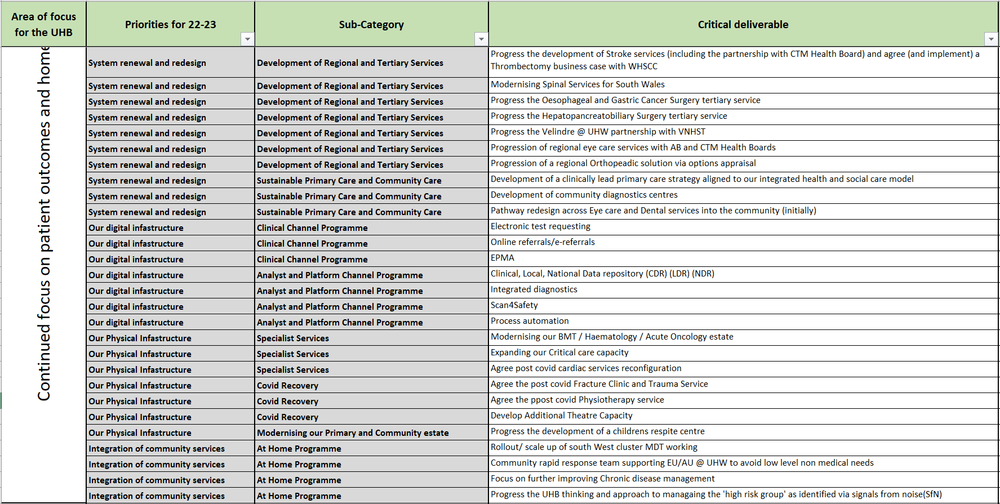 Area of focus for the UHB | Priorities for 22-23 | Sub-Category | Critical deliverable
Continued focus on patient outcomes and home
System renewal and redesign | Development of Regional and Tertiary Services | Progress the development of Stroke services (including the partnership with CTM Health Board) and agree (and implement) a
Thrombectomy business case with WHSCC
System renewal and redesign | Development of Regional and Tertiary Services | Modernising Spinal Services for South Wales
System renewal and redesign | Development of Regional and Tertiary Services | Progress the Oesophageal and Gastric Cancer Surgery tertiary service
System renewal and redesign | Development of Regional and Tertiary Services | Progress the Hepatopancreatobiliary Surgery tertiary service
System renewal and redesign | Development of Regional and Tertiary Services | Progress the Velindre @ UHW partnership with VNHST
System renewal and redesign | Development of Regional and Tertiary Services | Progression of regional eye care services with AB and CTM Health Boards
System renewal and redesign | Development of Regional and Tertiary Services | Progression of a regional Orthopeadic solution via options appraisal
System renewal and redesign | Sustainable Primary Care and Community Care | Development of a clinically lead primary care strategy aligned to our integrated health and social care model
System renewal and redesign | Sustainable Primary Care and Community Care | Development of community diagnostics centres
System renewal and redesign | Sustainable Primary Care and Community Care | Pathway redesign across Eye care and Dental services into the community (initially)
Our digital infastructure | Clinical Channel Programme | Electronic test requesting
Our digital infastructure | Clinical Channel Programme | Online referrals/e-referrals
Our digital infastructure | Clinical Channel Programme | EPMA
Our digital infastructure | Analyst and Platform Channel Programme | Clinical, Local, National Data repository (CDR) (LDR) (NDR)
Our digital infastructure | Analyst and Platform Channel Programme | Integrated diagnostics
Our digital infastructure | Analyst and Platform Channel Programme | Scan4Safety
Our digital infastructure | Analyst and Platform Channel Programme | Process automation
Our Physical Infastructure | Specialist Services | Modernising our BMT / Haematology / Acute Oncology estate
Our Physical Infastructure | Specialist Services | Expanding our Critical care capacity
Our Physical Infastructure | Specialist Services | Agree post covid cardiac services reconfiguration
Our Physical Infastructure | Covid Recovery | Agree the post covid Fracture Clinic and Trauma Service
Our Physical Infastructure | Covid Recovery | Agree the ppost covid Physiotherapy service
Our Physical Infastructure | Covid Recovery | Develop Additional Theatre Capacity
Our Physical Infastructure | Modernising our Primary and Community estate | Progress the development of a childrens respite centre
Integration of community services | At Home Programme | Rollout/ scale up of south West cluster MDT working
Integration of community services | At Home Programme | Community rapid response team supporting EU/AU @ UHW to avoid low level non medical needs
Integration of community services | At Home Programme | Focus on further improving Chronic disease management
Integration of community services | At Home Programme | Progress the UHB thinking and approach to managaing the 'high risk group' as identified via signals from noise(SfN)